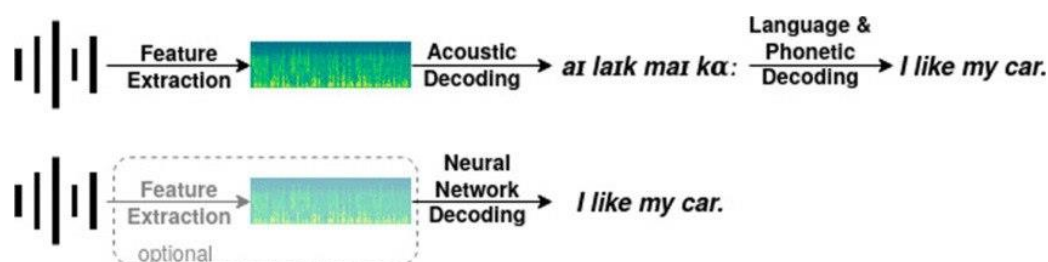 Feature
Extraction
Acoustic
Decoding
aɪ laɪk maɪ kɑː
Language &
Phonetic
Decoding
I like my car.
Feature
Extraction
optional
Neural
Network
Decoding
I like my car.